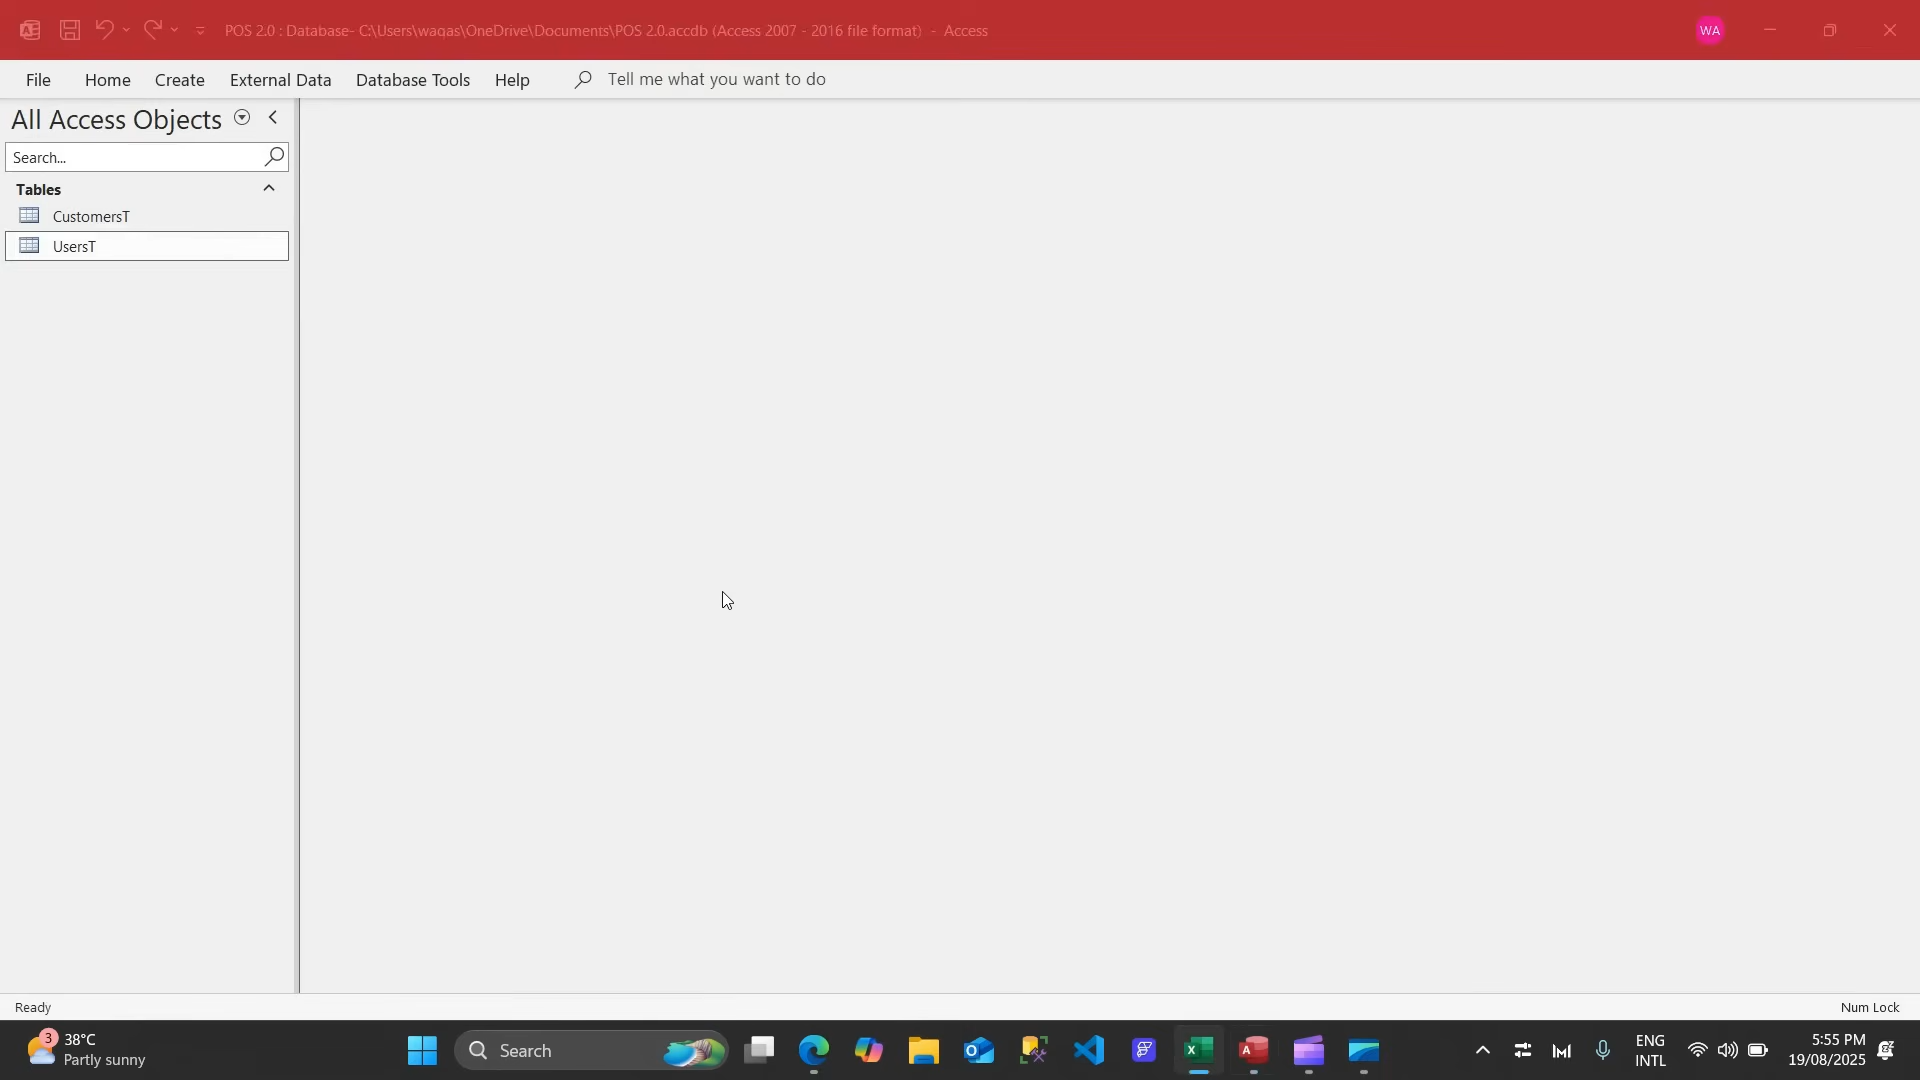 POS 2.0 : Database- C:\Users\waqas\OneDrive\Documents\POS 2.0.accdb (Access 2007 - 2016 file format) - Access
WA
File Home Create External Data Database Tools Help Tell me what you want to do
All Access Objects
Search...
Tables
CustomersT
UsersT
Ready
Num Lock
3
38°C
Partly sunny
Search
ENG
INTL
5:55 PM
19/08/2025